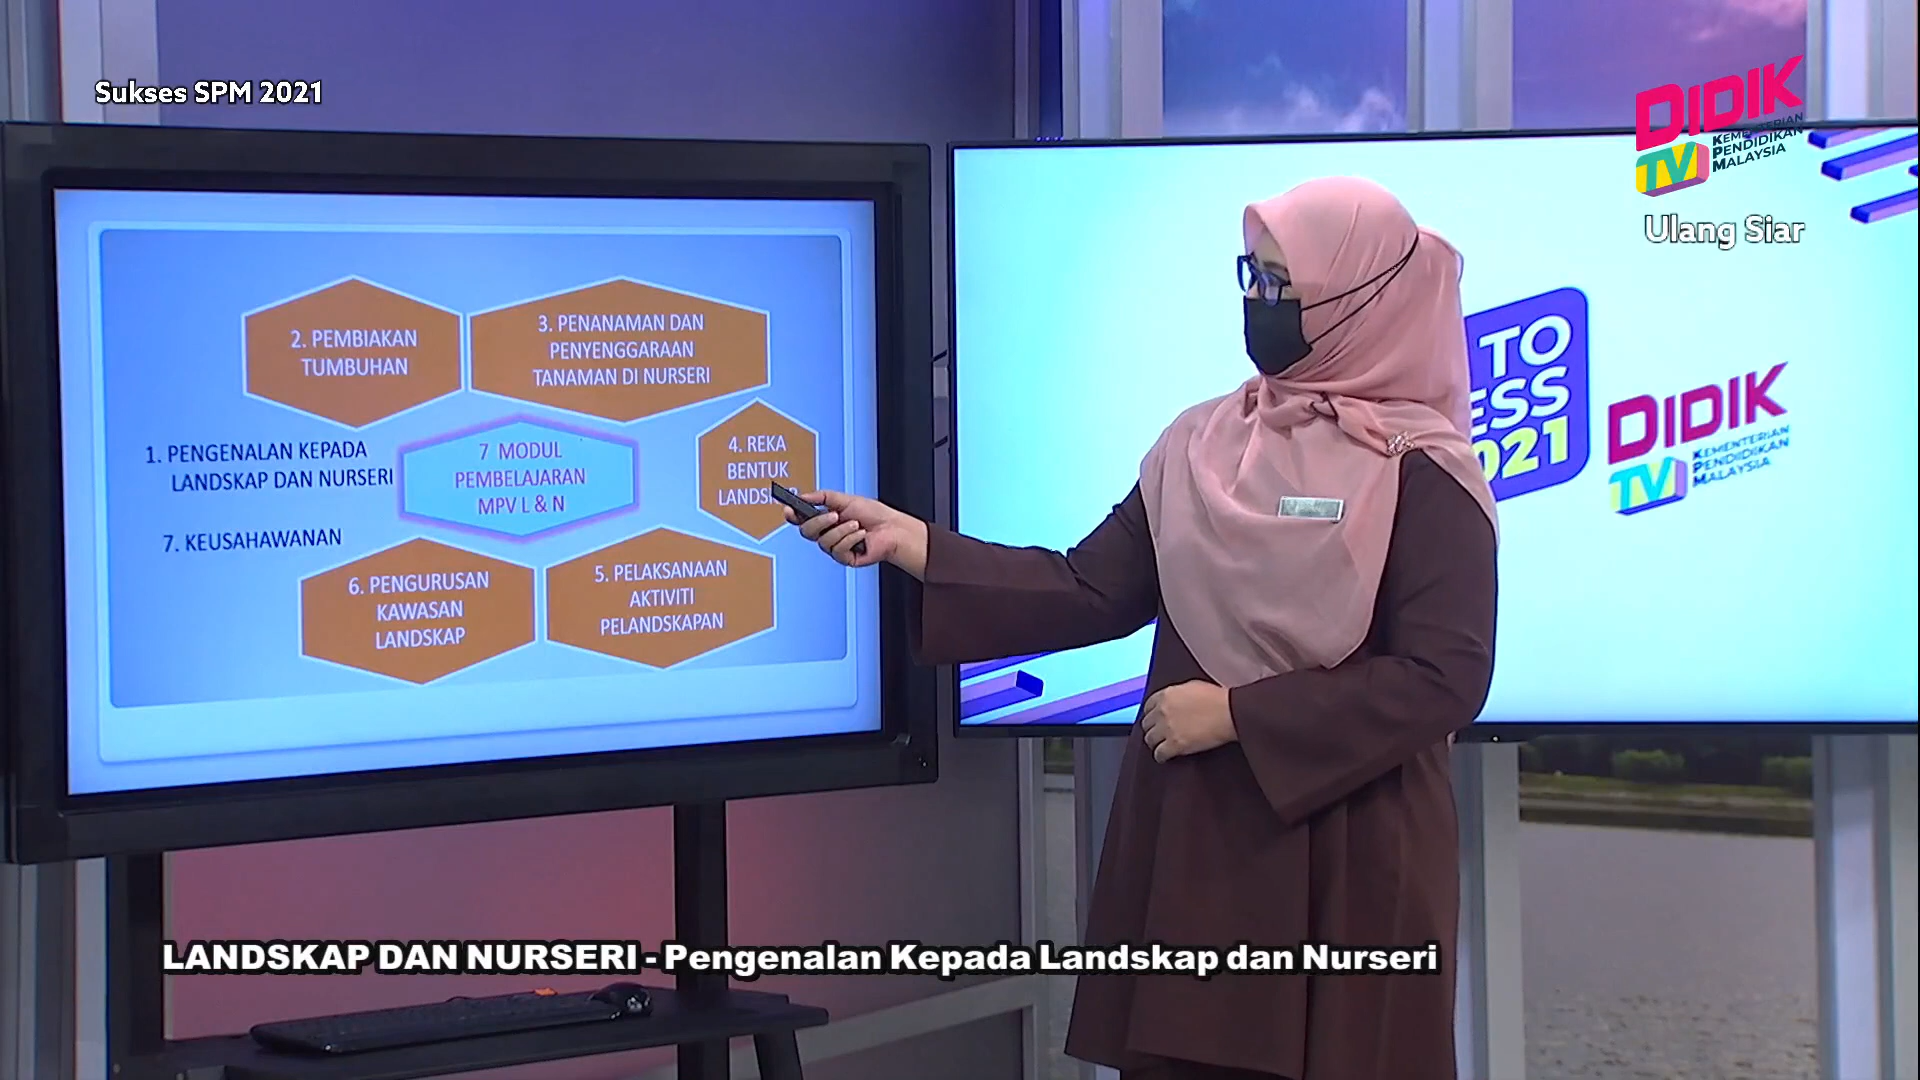 Sukses SPM 2021
DIDIK
TV
KEMENTERIAN
PENDIDIKAN
MALAYSIA
Ulang Siar
2. PEMBIAKAN
TUMBUHAN
3. PENANAMAN DAN
PENYENGGARAAN
TANAMAN DI NURSERI
1. PENGENALAN KEPADA
LANDSKAP DAN NURSERI
7 MODUL
PEMBELAJARAN
MPV L & N
4. REKA
BENTUK
LANDSKAP
7. KEUSAHAWANAN
6. PENGURUSAN
KAWASAN
LANDSKAP
5. PELAKSANAAN
AKTIVITI
PELANDSKAPAN
TO
ESS
021
DIDIK
TV
KEMENTERIAN
PENDIDIKAN
MALAYSIA
LANDSKAP DAN NURSERI - Pengenalan Kepada Landskap dan Nurseri